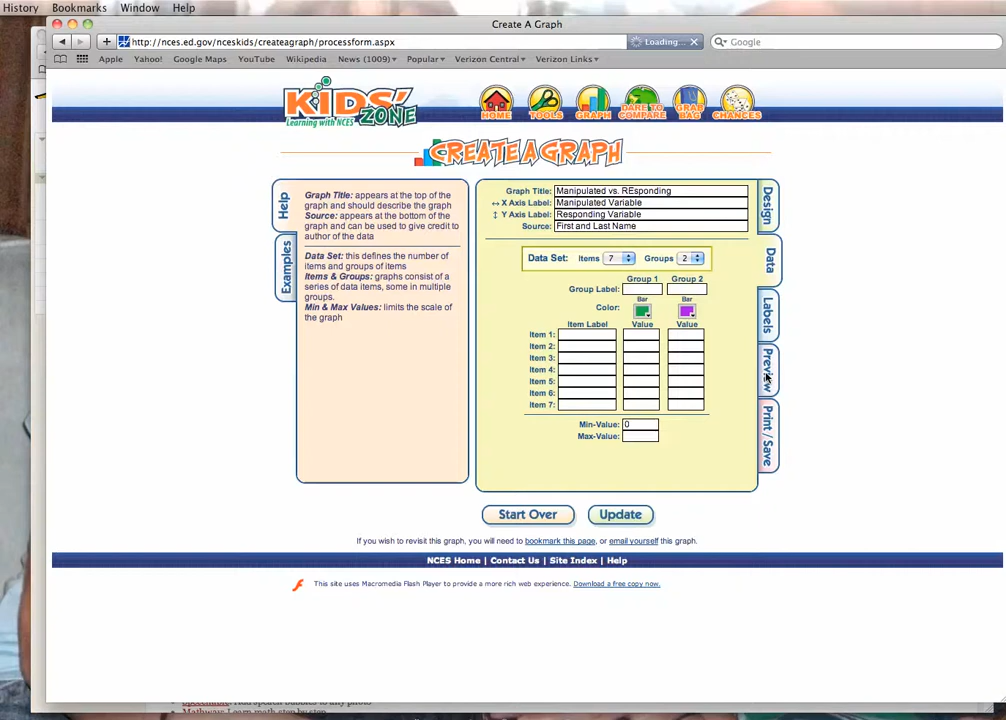 History Bookmarks Window Help
Create A Graph
http://nces.ed.gov/nceskids/createagraph/processform.aspx Loading... Google
Apple Yahoo! Google Maps YouTube Wikipedia News (1009) Popular Verizon Central Verizon Links
KIDS' ZONE
Learning with NCES
HOME TOOLS GRAPH DARE TO COMPARE GRAB BAG CHANCES
CREATE A GRAPH
Help
Examples
Graph Title: appears at the top of the
graph and should describe the graph
Source: appears at the bottom of the
graph and can be used to give credit to
author of the data
Data Set: this defines the number of
items and groups of items
Items & Groups: graphs consist of a
series of data items, some in multiple
groups.
Min & Max Values: limits the scale of
the graph
Graph Title: Manipulated vs. REsponding
X Axis Label: Manipulated Variable
Y Axis Label: Responding Variable
Source: First and Last Name
Data Set: Items 7 Groups 2
Group 1 Group 2
Group Label:
Bar Bar
Color:
Item Label Value Value
Item 1:
Item 2:
Item 3:
Item 4:
Item 5:
Item 6:
Item 7:
Min-Value: 0
Max-Value:
Design
Data
Labels
Preview
Print / Save
Start Over Update
If you wish to revisit this graph, you will need to bookmark this page, or email yourself this graph.
NCES Home | Contact Us | Site Index | Help
This site uses Macromedia Flash Player to provide a more rich web experience. Download a free copy now.